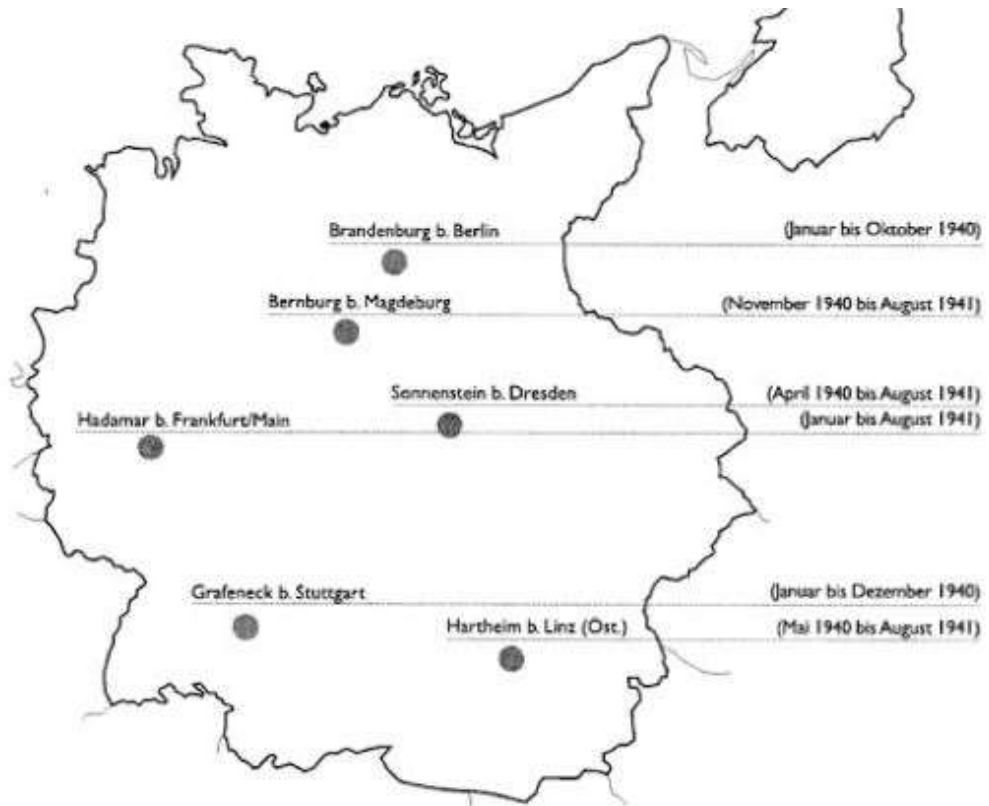 Brandenburg b. Berlin (Januar bis Oktober 1940)
Bernburg b. Magdeburg (November 1940 bis August 1941)
Sonnenstein b. Dresden (April 1940 bis August 1941)
Hadamar b. Frankfurt/Main (Januar bis August 1941)
Grafeneck b. Stuttgart (Januar bis Dezember 1940)
Hartheim b. Linz (Öst.) (Mai 1940 bis August 1941)